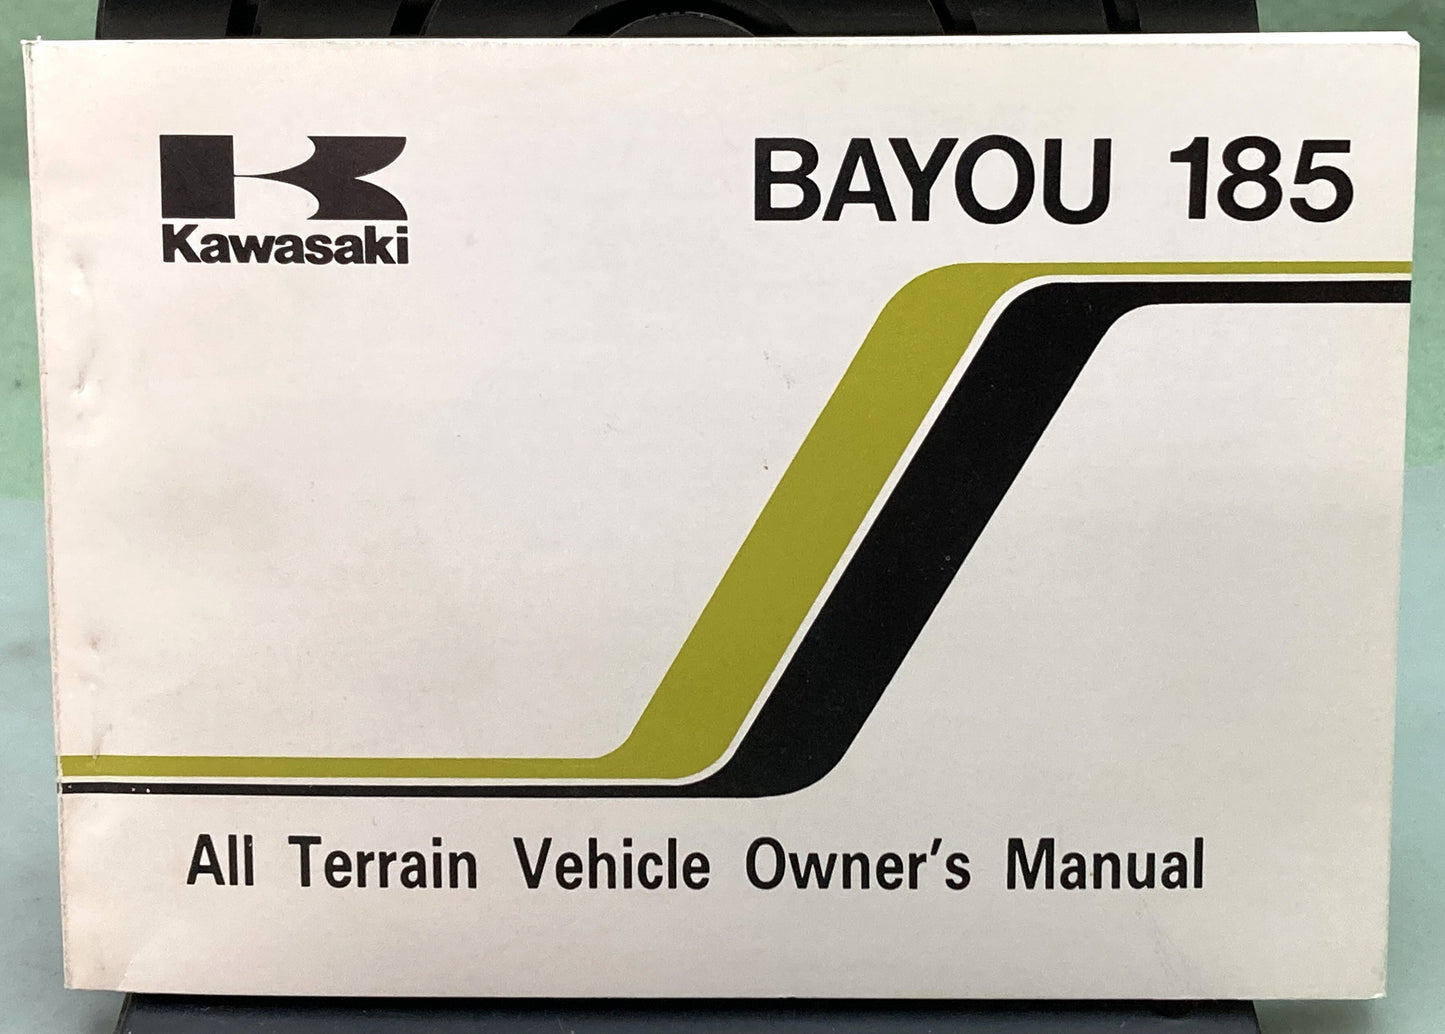 Kawasaki
BAYOU 185
All Terrain Vehicle Owner's Manual